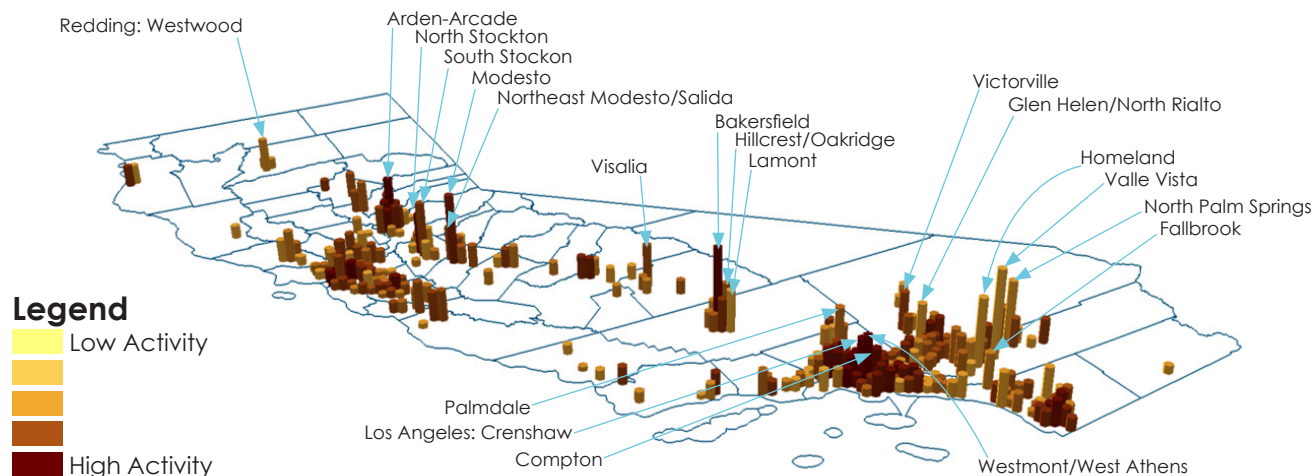 Redding: Westwood
Arden-Arcade
North Stockton
South Stockon
Modesto
Northeast Modesto/Salida
Visalia
Bakersfield
Hillcrest/Oakridge
Lamont
Victorville
Glen Helen/North Rialto
Homeland
Valle Vista
North Palm Springs
Fallbrook
Legend
Low Activity
High Activity
Palmdale
Los Angeles: Crenshaw
Compton
Westmont/West Athens